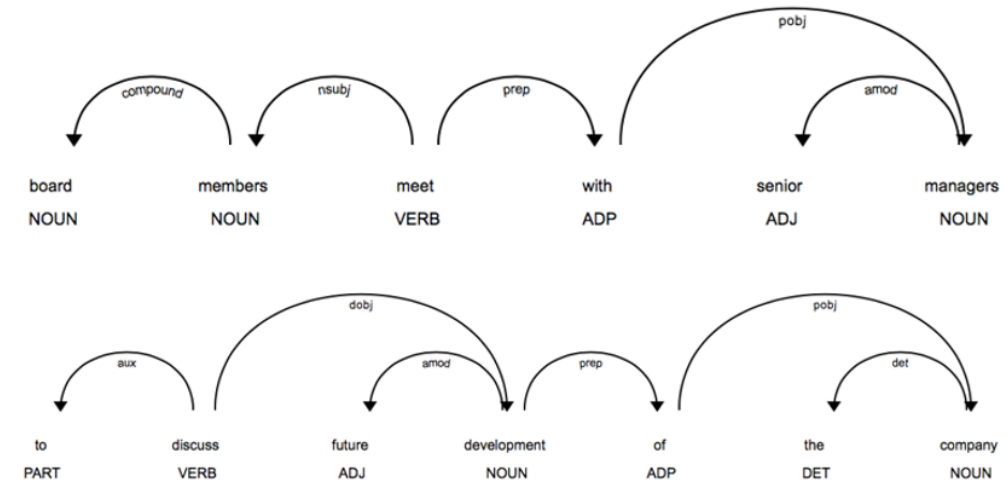 pobj
compound nsubj prep amod
board members meet with senior managers
NOUN NOUN VERB ADP ADJ NOUN
dobj pobj
aux amod prep det
to discuss future development of the company
PART VERB ADJ NOUN ADP DET NOUN